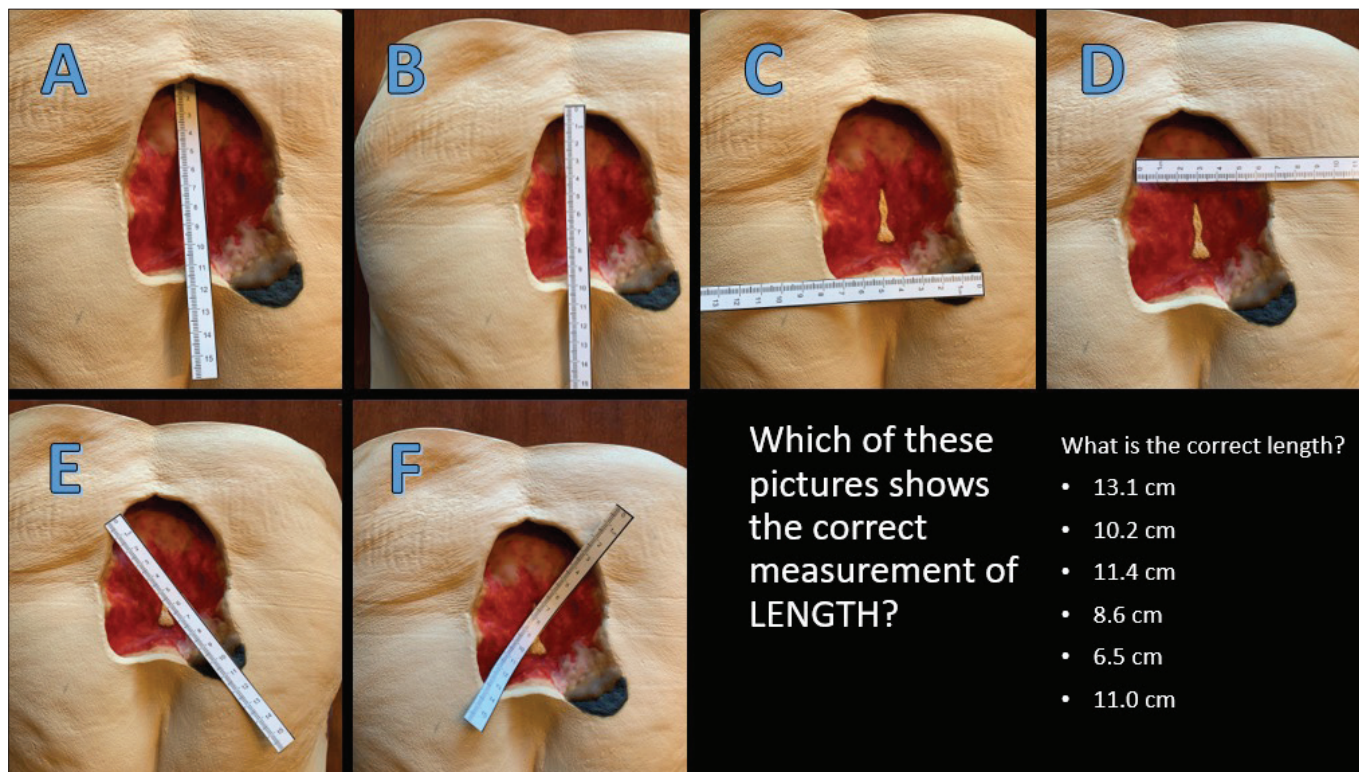 A
B
C
D
E
F
Which of these
pictures shows
the correct
measurement of
LENGTH?
What is the correct length?
• 13.1 cm
• 10.2 cm
• 11.4 cm
• 8.6 cm
• 6.5 cm
• 11.0 cm